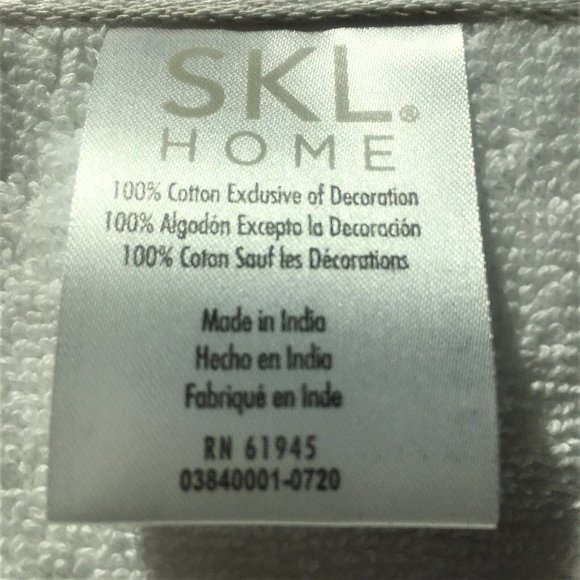 SKL®
HOME
100% Cotton Exclusive of Decoration
100% Algodón Excepto la Decoración
100% Coton Sauf les Décorations
Made in India
Hecho en India
Fabriqué en Inde
RN 61945
03840001-0720